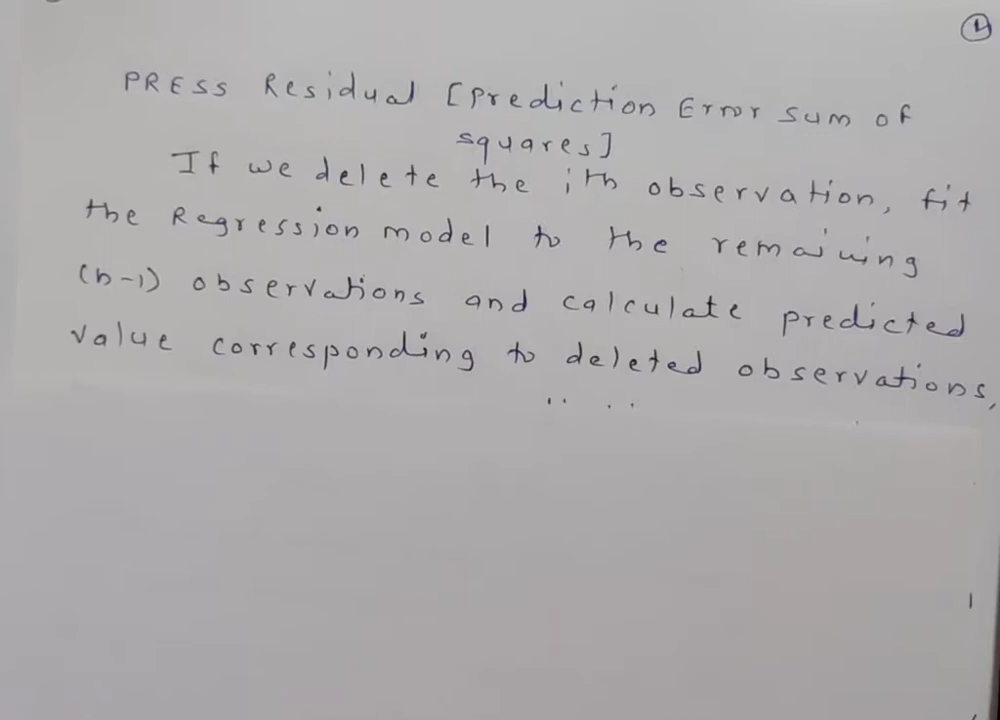 4
PRESS Residual [Prediction Error sum of
squares]
If we delete the ith observation, fit
the Regression model to the remaining
(n-1) observations and calculate predicted
value corresponding to deleted observations,